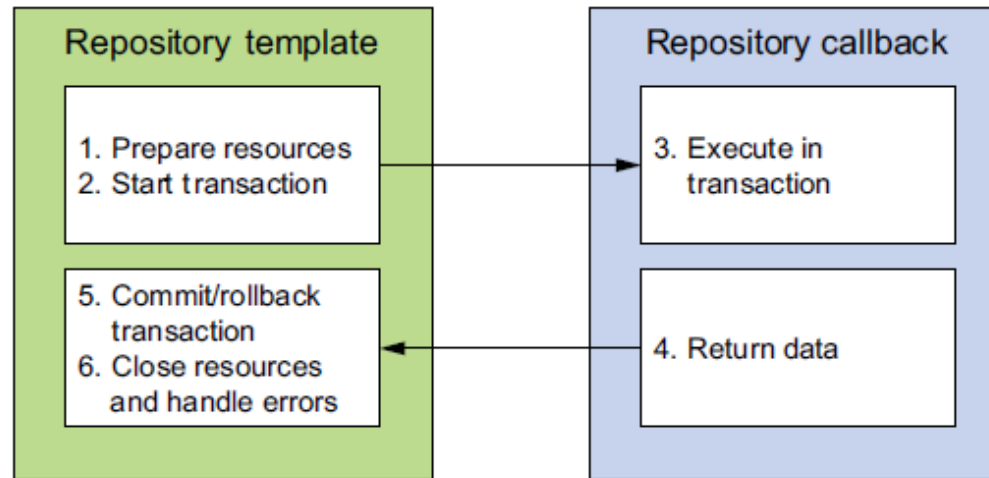 Repository template
1. Prepare resources
2. Start transaction
5. Commit/rollback
transaction
6. Close resources
and handle errors
Repository callback
3. Execute in
transaction
4. Return data